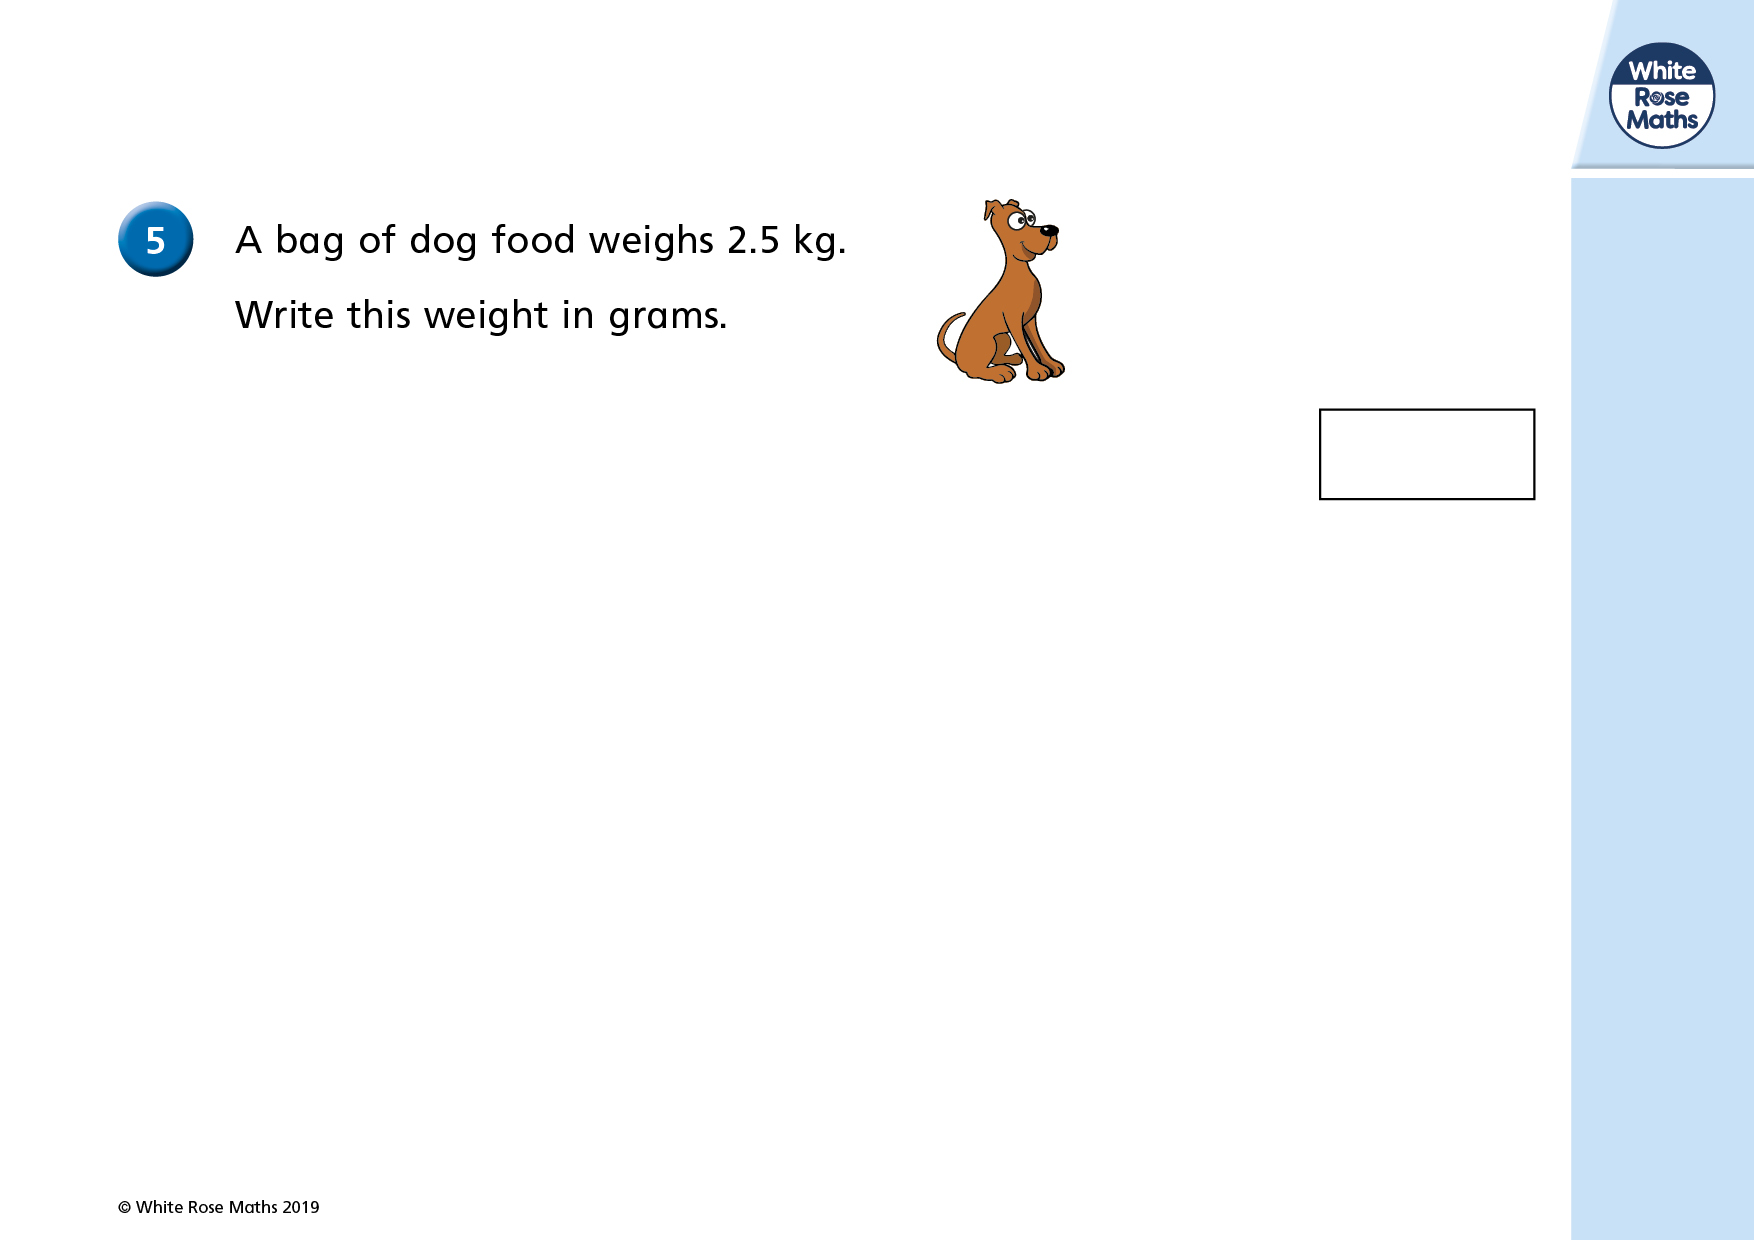 White
Rose
Maths
5
A bag of dog food weighs 2.5 kg.
Write this weight in grams.
© White Rose Maths 2019